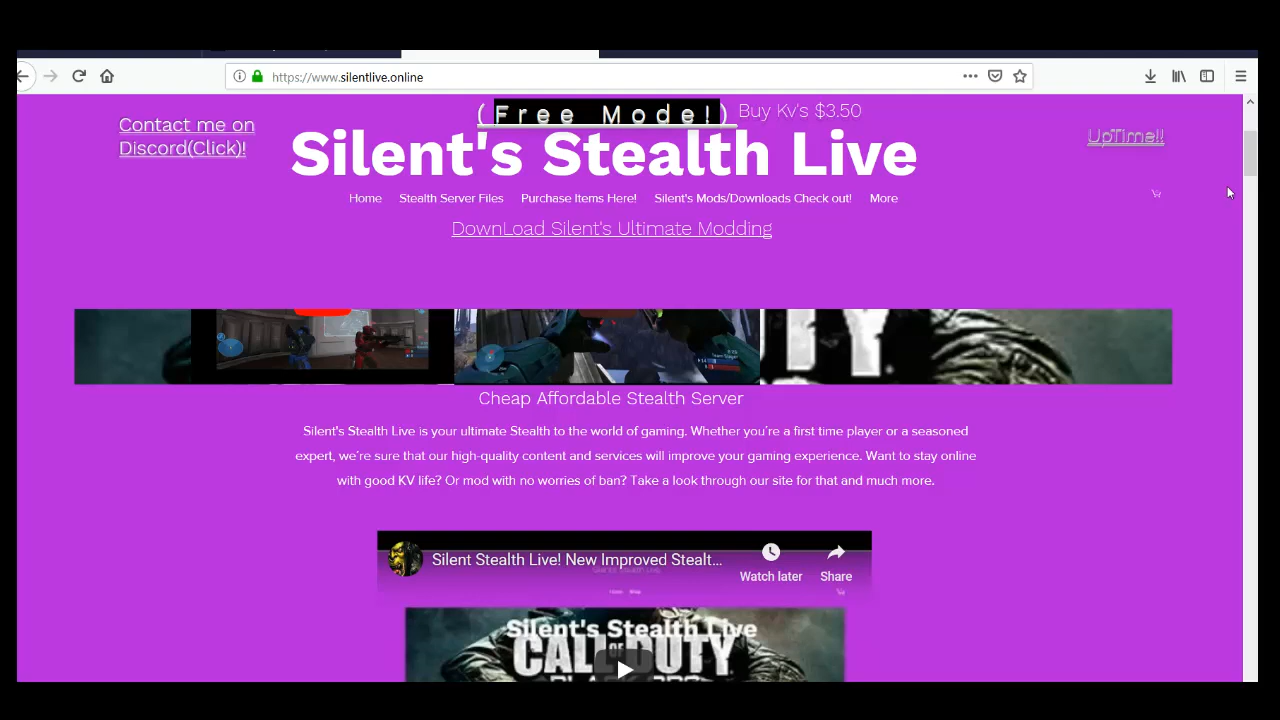 https://www.silentlive.online
(Free Mode!) Buy Kv's $3.50
Contact me on
Discord(Click)!
Silent's Stealth Live
UpTime!!
Home Stealth Server Files Purchase Items Here! Silent's Mods/Downloads Check out! More
DownLoad Silent's Ultimate Modding
Cheap Affordable Stealth Server
Silent's Stealth Live is your ultimate Stealth to the world of gaming. Whether you’re a first time player or a seasoned
expert, we’re sure that our high-quality content and services will improve your gaming experience. Want to stay online
with good KV life? Or mod with no worries of ban? Take a look through our site for that and much more.
Silent Stealth Live! New Improved Stealt...
Watch later Share
Silent's Stealth Live
CALL OF DUTY